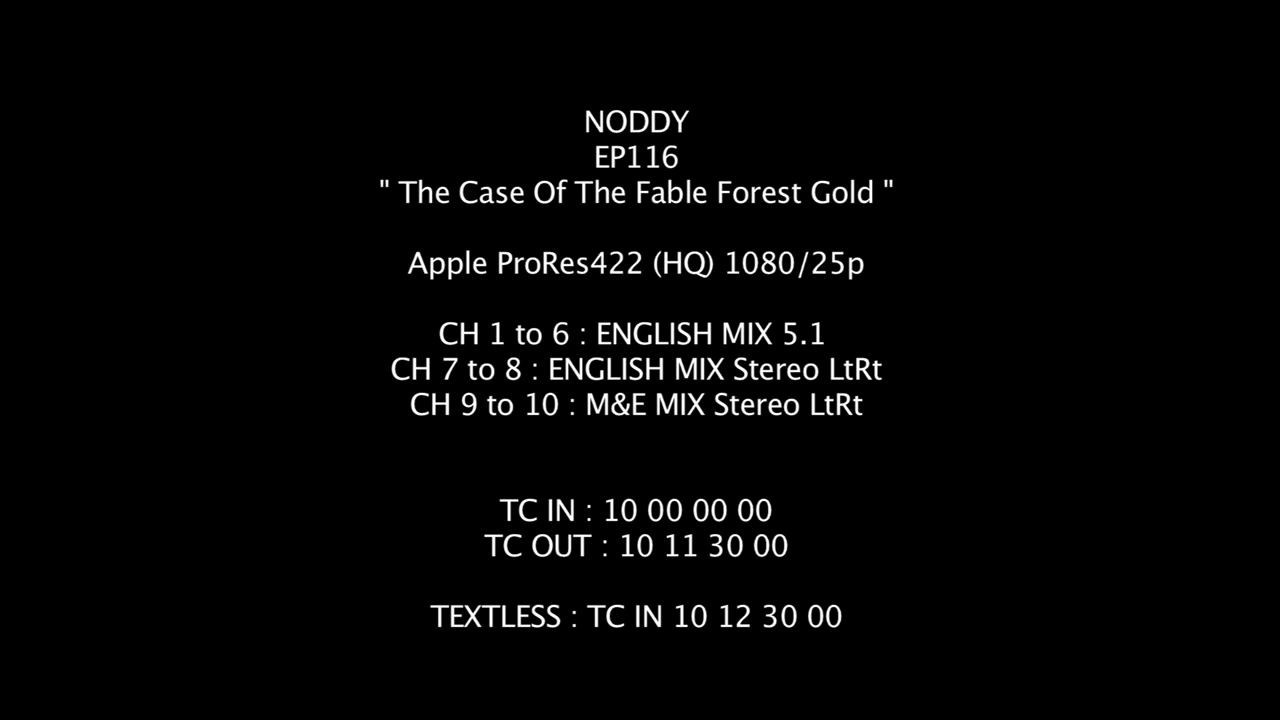 NODDY
EP116
" The Case Of The Fable Forest Gold "
Apple ProRes422 (HQ) 1080/25p
CH 1 to 6 : ENGLISH MIX 5.1
CH 7 to 8 : ENGLISH MIX Stereo LtRt
CH 9 to 10 : M&E MIX Stereo LtRt
TC IN : 10 00 00 00
TC OUT : 10 11 30 00
TEXTLESS : TC IN 10 12 30 00